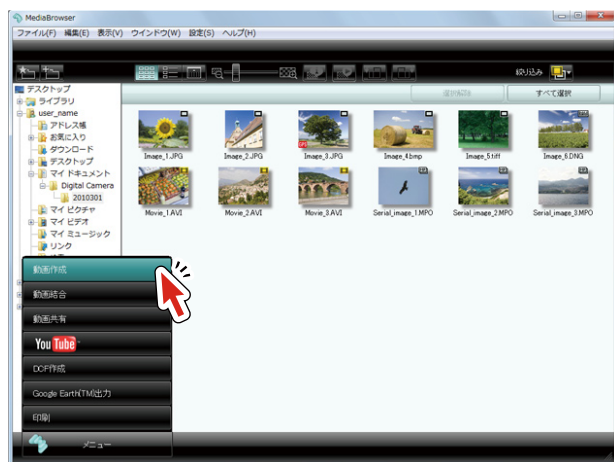 MediaBrowser
ファイル(F) 編集(E) 表示(V) ウインドウ(W) 設定(S) ヘルプ(H)
絞り込み
デスクトップ
選択解除 すべて選択
ライブラリ
user_name
アドレス帳
お気に入り
ダウンロード
デスクトップ
マイ ドキュメント
Digital Camera
2010301
マイ ピクチャ
マイ ビデオ
マイ ミュージック
リンク
Image_1.JPG Image_2.JPG Image_3.JPG Image_4.bmp Image_5.tiff Image_6.DNG
Movie_1.AVI Movie_2.AVI Movie_3.AVI Serial_image_1.MPO Serial_image_2.MPO Serial_image_3.MPO
動画作成
動画結合
動画共有
YouTube
DCF作成
Google Earth(TM)出力
印刷
メニュー